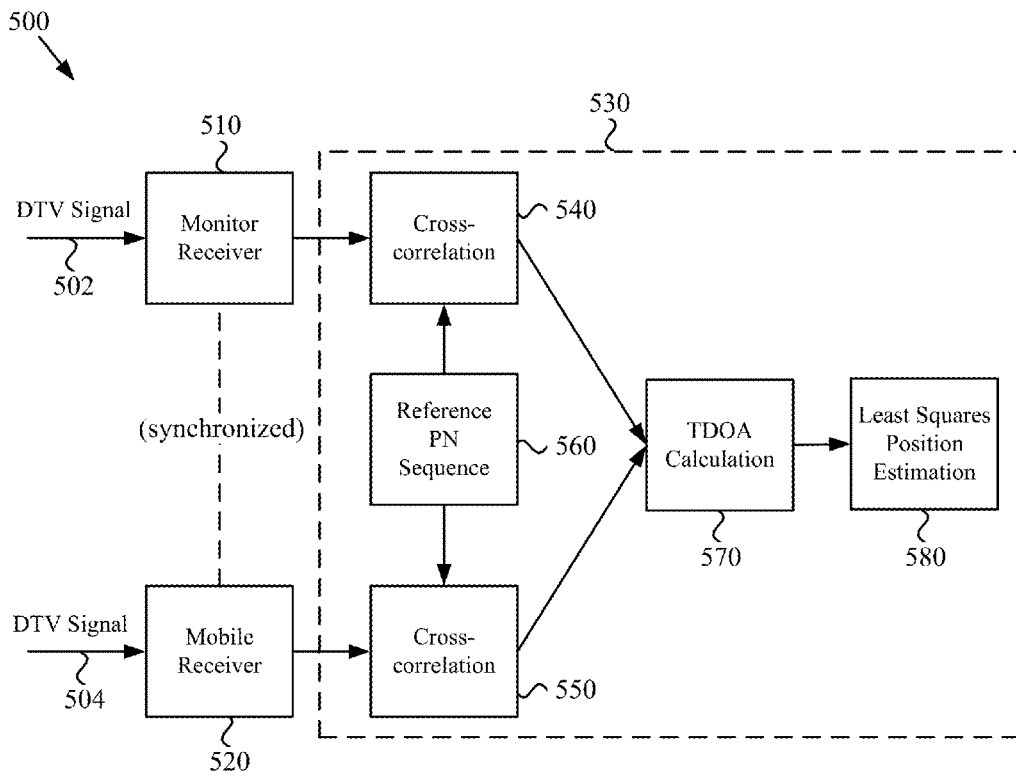 500
510
530
DTV Signal
502
Monitor
Receiver
Cross-
correlation
540
(synchronized)
Reference
PN
Sequence
560
TDOA
Calculation
570
Least Squares
Position
Estimation
580
DTV Signal
504
Mobile
Receiver
520
Cross-
correlation
550